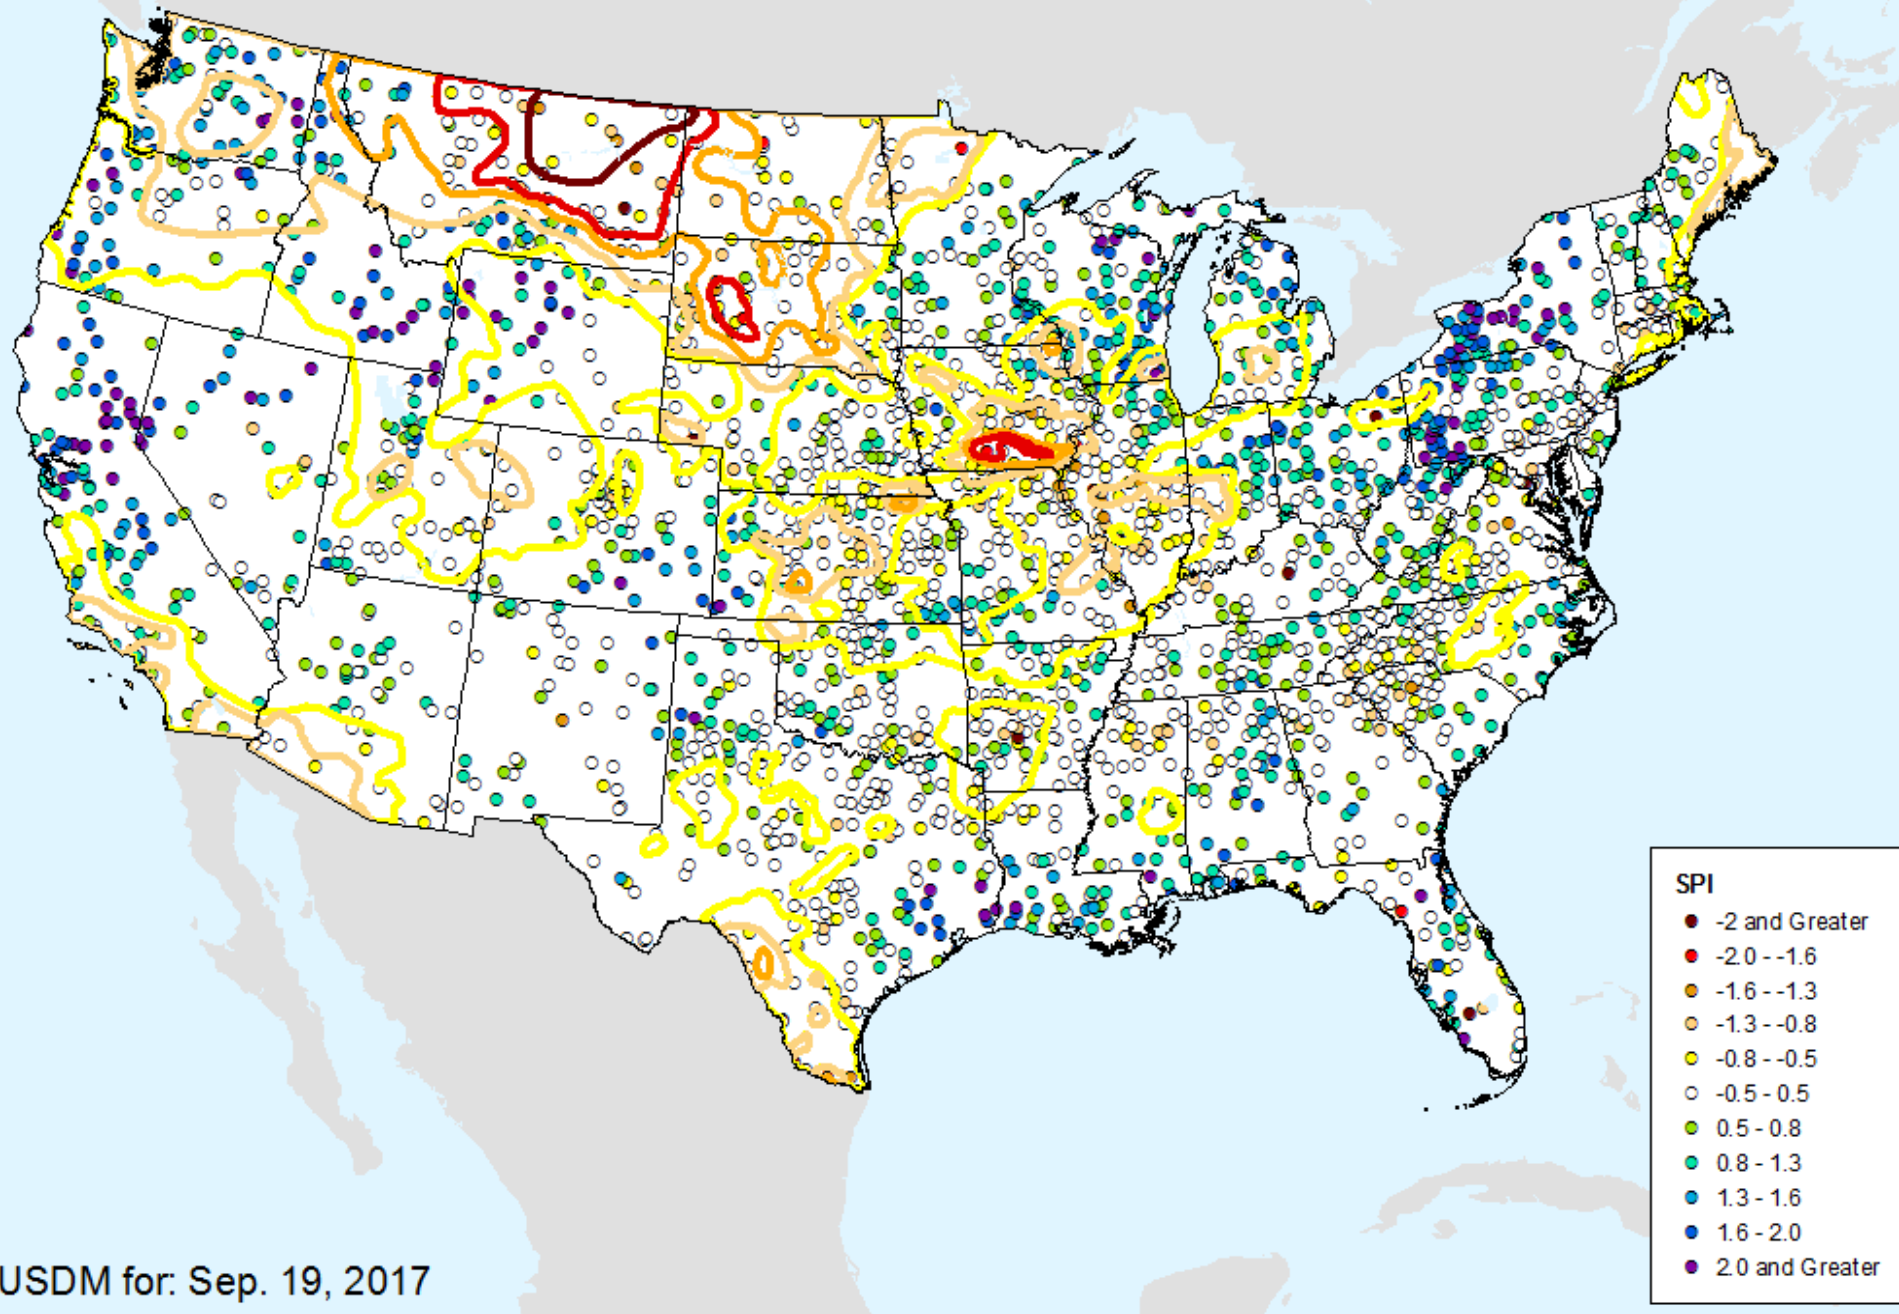 SPI
-2 and Greater
-2.0 - -1.6
-1.6 - -1.3
-1.3 - -0.8
-0.8 - -0.5
-0.5 - 0.5
0.5 - 0.8
0.8 - 1.3
1.3 - 1.6
1.6 - 2.0
2.0 and Greater
USDM for: Sep. 19, 2017